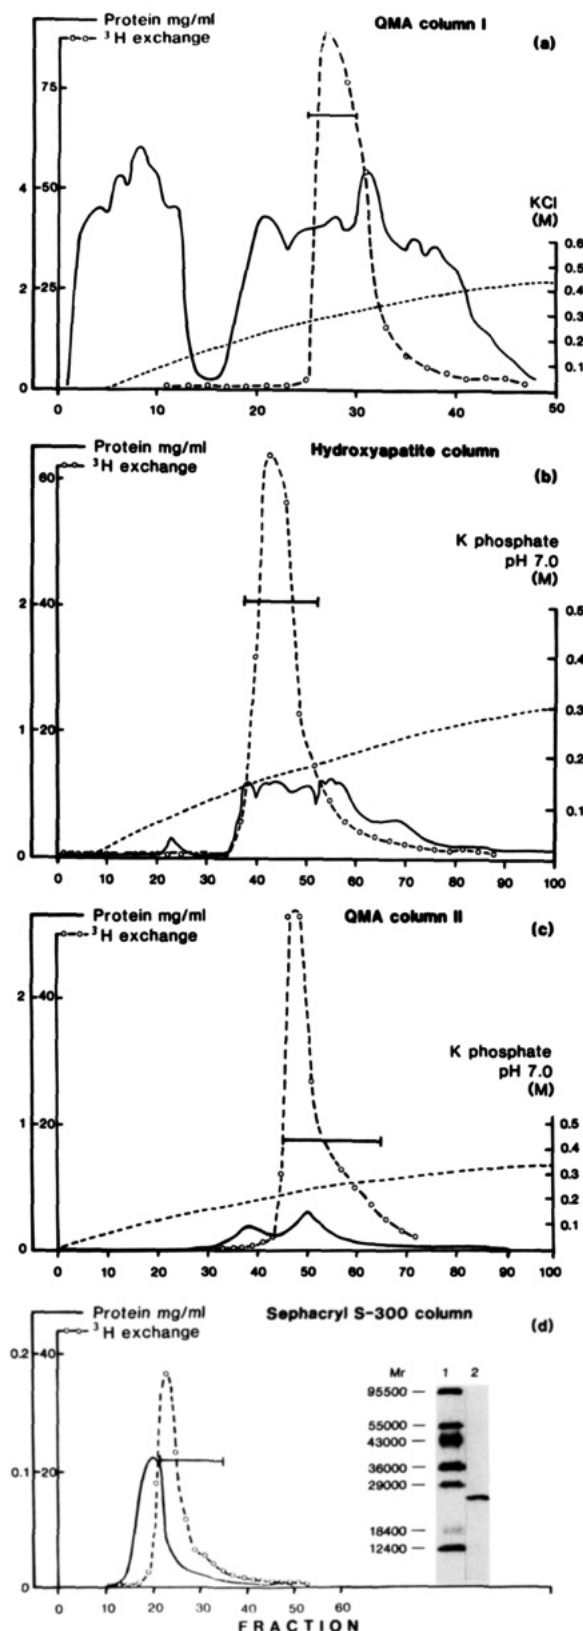 Protein mg/ml
³H exchange
QMA column I
(a)
75
4 50
KCl
(M)
0.6
0.5
2 25
0.4
0.3
0.2
0.1
0
0 10 20 30 40 50
Protein mg/ml
³H exchange
Hydroxyapatite column
(b)
60
K phosphate
pH 7.0
(M)
2 40
0.5
0.4
1 20
0.3
0.2
0.1
0
0 10 20 30 40 50 60 70 80 90 100
Protein mg/ml
³H exchange
QMA column II
(c)
2 40
K phosphate
pH 7.0
(M)
1 20
0.5
0.4
0.3
0.2
0.1
0
0 10 20 30 40 50 60 70 80 90 100
Protein mg/ml
³H exchange
Sephacryl S-300 column
(d)
0.2 40
Mr 1 2
95500
55000
43000
0.1 20
36000
29000
18400
12400
0
0 10 20 30 40 50 60
FRACTION